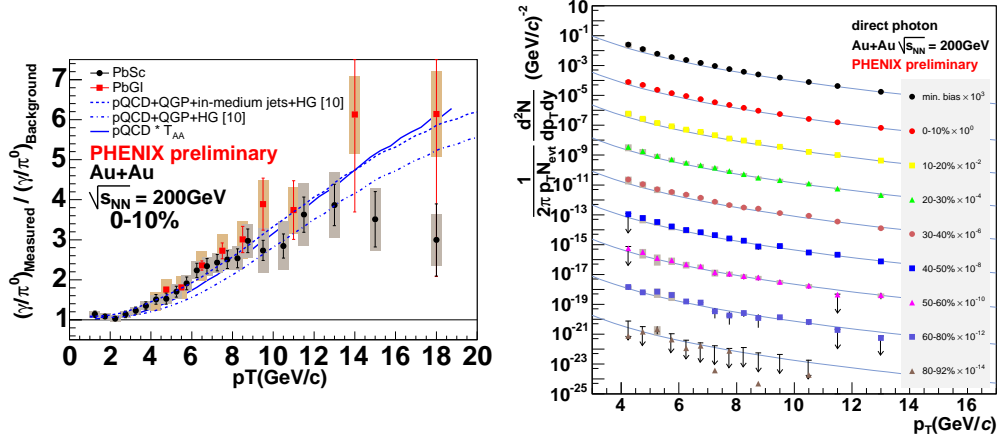 (γ/π⁰)Measured / (γ/π⁰)Background
7
6
5
4
3
2
1
PbSc
PbGl
pQCD+QGP+in-medium jets+HG [10]
pQCD+QGP+HG [10]
pQCD * T_AA
PHENIX preliminary
Au+Au
√s_NN = 200GeV
0-10%
0 2 4 6 8 10 12 14 16 18 20
pT(GeV/c)
1/(2π p_T N_evt) d²N/(dp_T dy) (GeV/c)⁻²
10
10⁻¹
10⁻³
10⁻⁵
10⁻⁷
10⁻⁹
10⁻¹¹
10⁻¹³
10⁻¹⁵
10⁻¹⁷
10⁻¹⁹
10⁻²¹
10⁻²³
10⁻²⁵
direct photon
Au+Au √s_NN = 200GeV
PHENIX preliminary
min. bias×10³
0-10%×10⁰
10-20%×10⁻²
20-30%×10⁻⁴
30-40%×10⁻⁶
40-50%×10⁻⁸
50-60%×10⁻¹⁰
60-80%×10⁻¹²
80-92%×10⁻¹⁴
4 6 8 10 12 14 16
p_T(GeV/c)